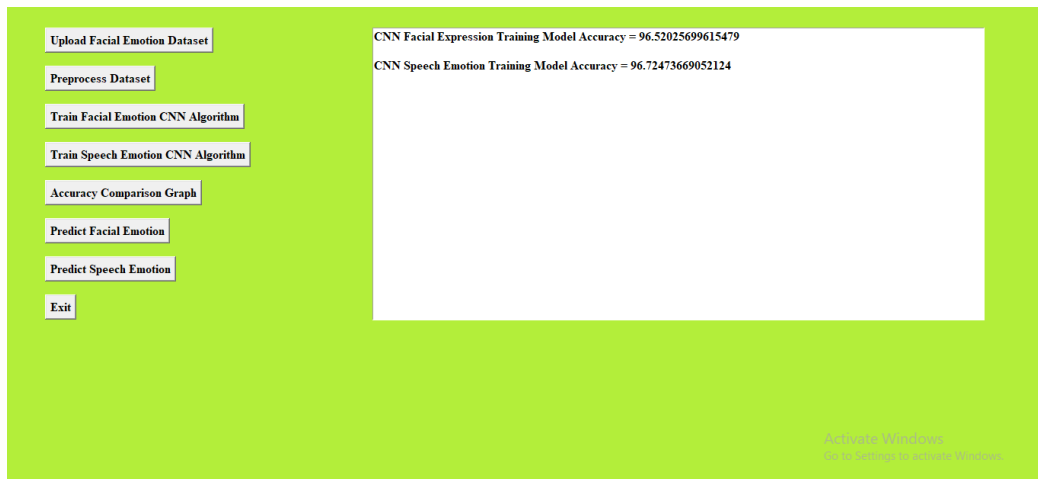 Upload Facial Emotion Dataset
Preprocess Dataset
Train Facial Emotion CNN Algorithm
Train Speech Emotion CNN Algorithm
Accuracy Comparison Graph
Predict Facial Emotion
Predict Speech Emotion
Exit
CNN Facial Expression Training Model Accuracy = 96.52025699615479
CNN Speech Emotion Training Model Accuracy = 96.72473669052124
Activate Windows
Go to Settings to activate Windows.